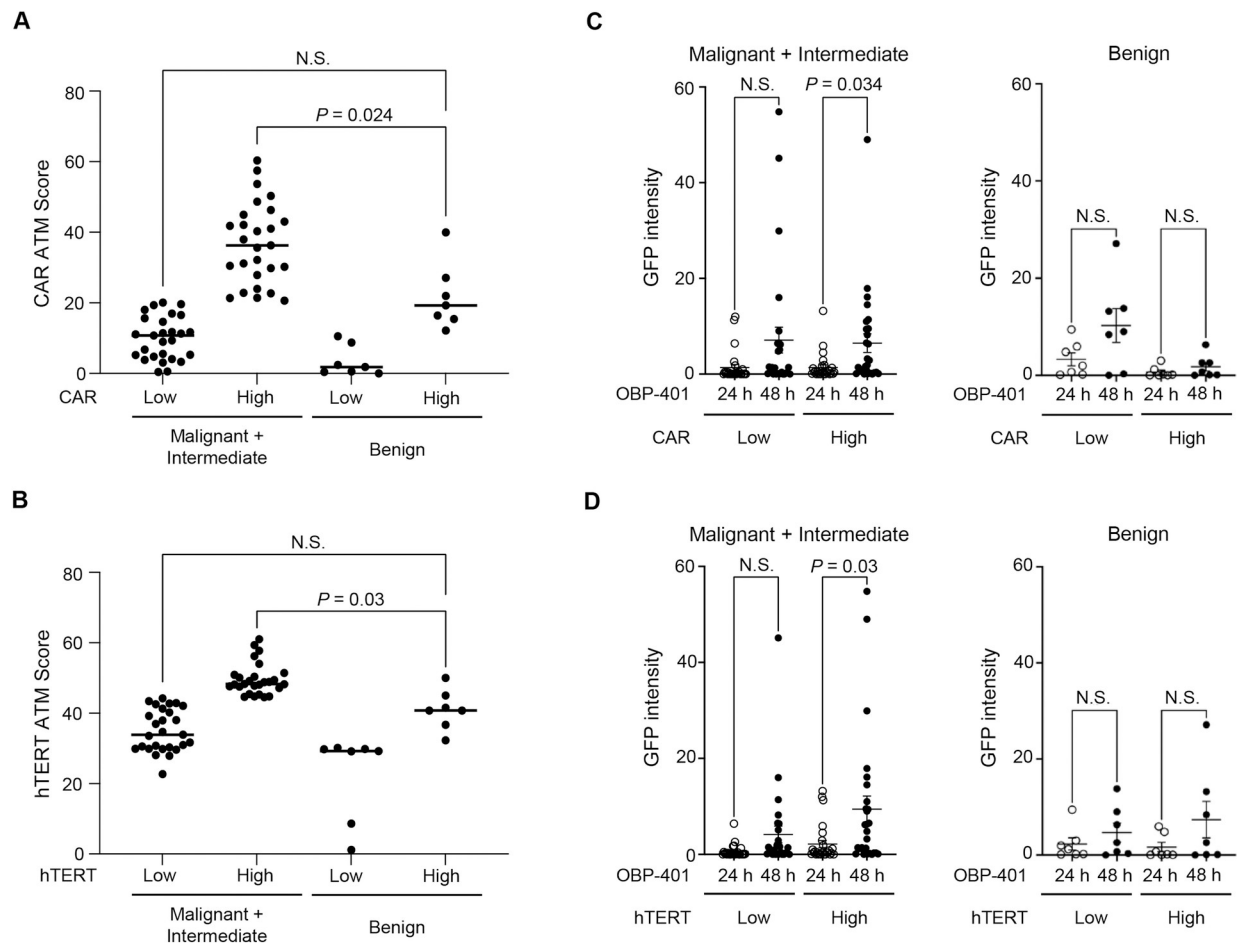 A
N.S.
P = 0.024
CAR ATM Score
80
60
40
20
0
CAR Low High Low High
Malignant + Intermediate
Benign
B
N.S.
P = 0.03
hTERT ATM Score
80
60
40
20
0
hTERT Low High Low High
Malignant + Intermediate
Benign
C
Malignant + Intermediate
N.S.
P = 0.034
GFP intensity
60
40
20
0
OBP-401 24 h 48 h 24 h 48 h
CAR Low High
Benign
N.S.
N.S.
GFP intensity
60
40
20
0
OBP-401 24 h 48 h 24 h 48 h
CAR Low High
D
Malignant + Intermediate
N.S.
P = 0.03
GFP intensity
60
40
20
0
OBP-401 24 h 48 h 24 h 48 h
hTERT Low High
Benign
N.S.
N.S.
GFP intensity
60
40
20
0
OBP-401 24 h 48 h 24 h 48 h
hTERT Low High